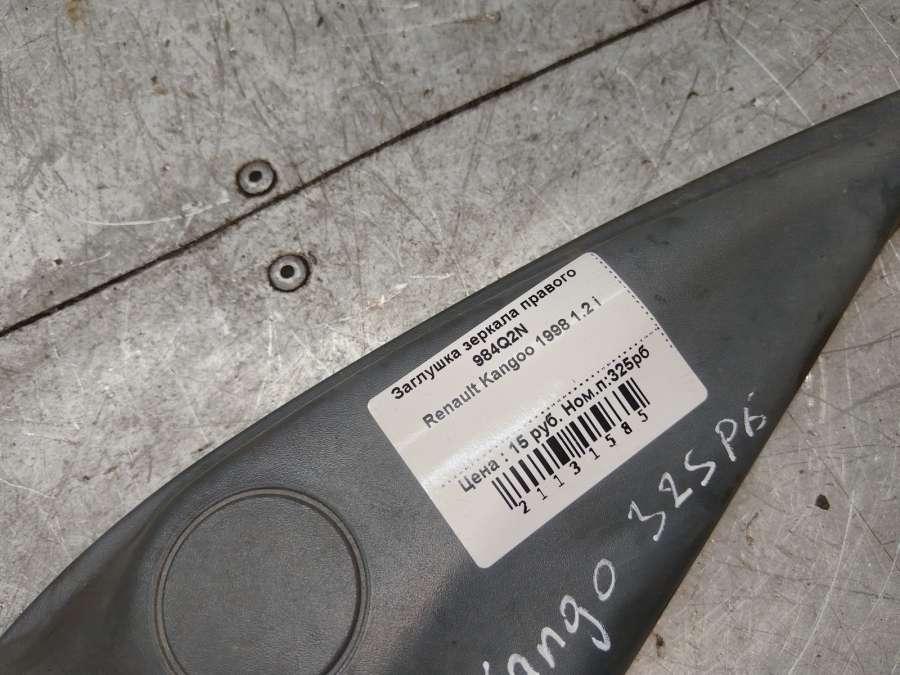 Заглушка зеркала правого
984Q2N
Renault Kangoo 1998 1.2 i
Цена : 15 руб. Ном.п:325рб
21131585
Kango 325РБ